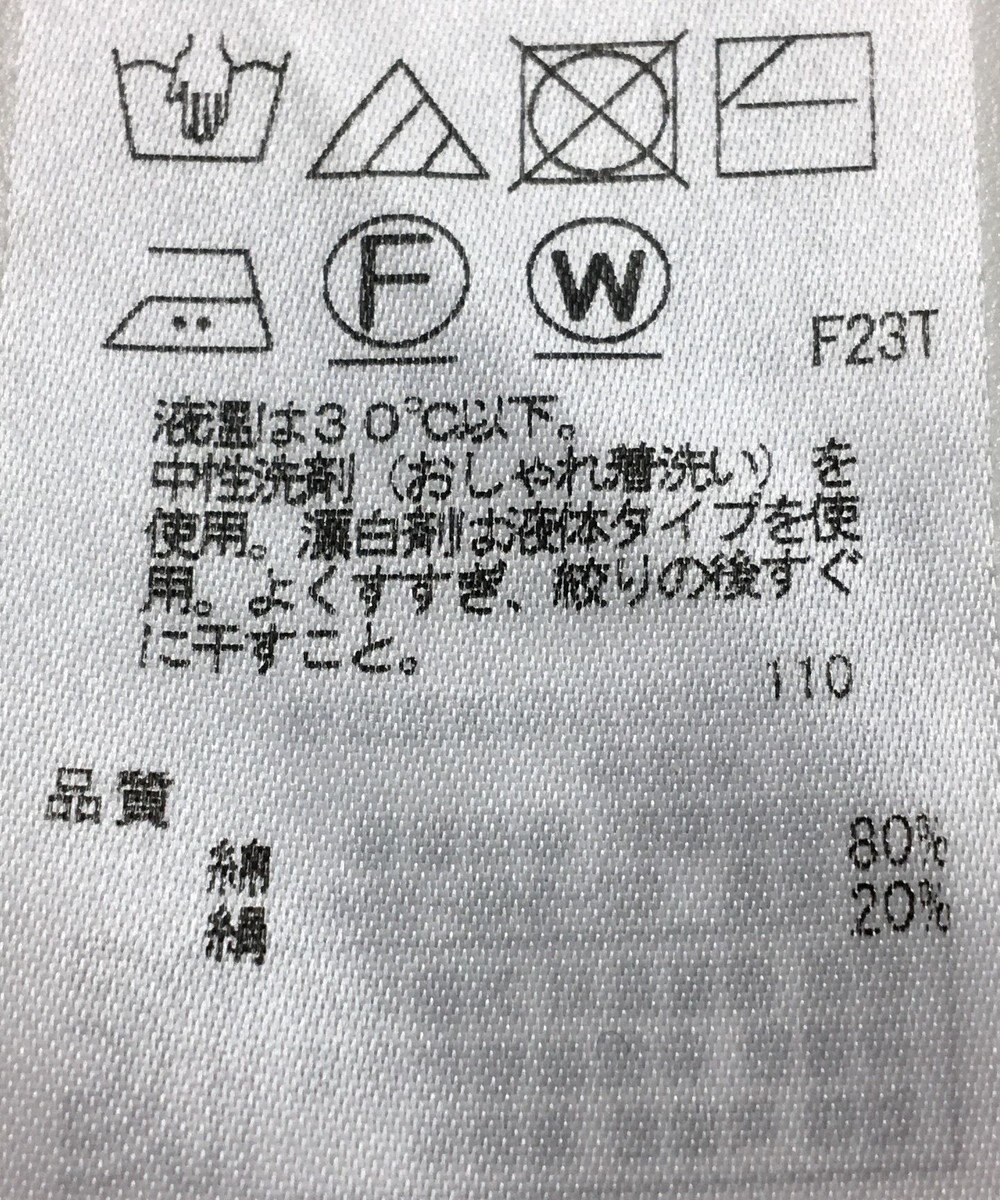 F
W
F23T
液温は30℃以下。
中性洗剤(おしゃれ着洗い)を
使用。漂白剤は液体タイプを使
用。よくすすぎ、絞りの後すぐ
に干すこと。
110
品質
綿 80%
絹 20%